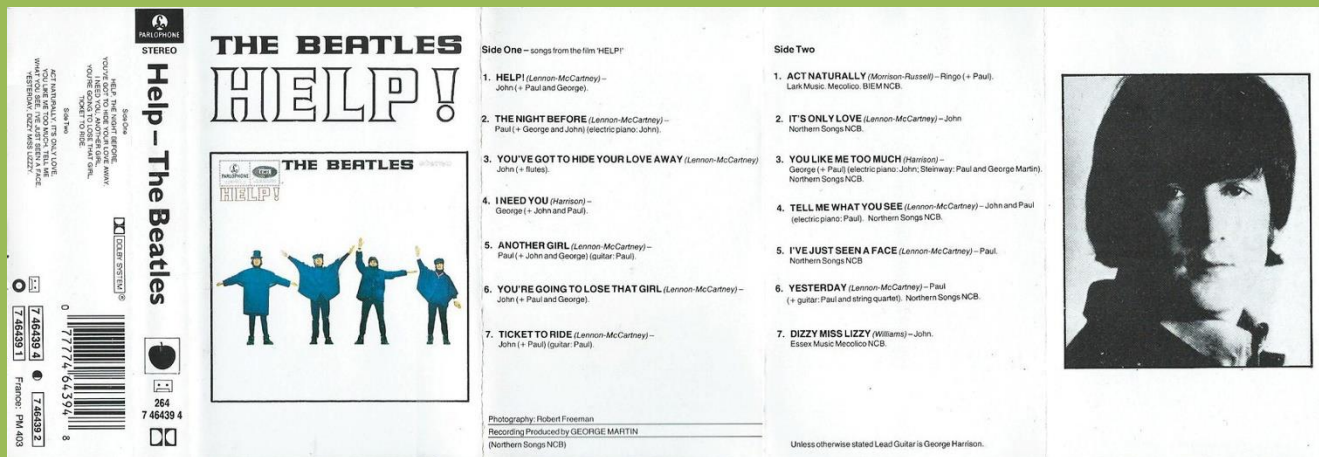 Side One
HELP, THE NIGHT BEFORE,
YOU'VE GOT TO HIDE YOUR LOVE AWAY,
I NEED YOU, ANOTHER GIRL,
YOU'RE GOING TO LOSE THAT GIRL,
TICKET TO RIDE.
Side Two
ACT NATURALLY, IT'S ONLY LOVE,
YOU LIKE ME TOO MUCH, TELL ME
WHAT YOU SEE, I'VE JUST SEEN A FACE,
YESTERDAY, DIZZY MISS LIZZY.
DOLBY SYSTEM ®
7 46439 4
7 46439 1
7 46439 2
France: PM 403
0 77774 64394 8
PARLOPHONE
STEREO
Help – The Beatles
264
7 46439 4
THE BEATLES
HELP!
PARLOPHONE
EMI
THE BEATLES
stereo
HELP!
Side One – songs from the film 'HELP!'
1. HELP! (Lennon-McCartney) –
John (+ Paul and George).
2. THE NIGHT BEFORE (Lennon-McCartney) –
Paul (+ George and John) (electric piano: John).
3. YOU'VE GOT TO HIDE YOUR LOVE AWAY (Lennon-McCartney)
John (+ flutes).
4. I NEED YOU (Harrison) –
George (+ John and Paul).
5. ANOTHER GIRL (Lennon-McCartney) –
Paul (+ John and George) (guitar: Paul).
6. YOU'RE GOING TO LOSE THAT GIRL (Lennon-McCartney) –
John (+ Paul and George).
7. TICKET TO RIDE (Lennon-McCartney) –
John (+ Paul) (guitar: Paul).
Photography: Robert Freeman
Recording Produced by GEORGE MARTIN
(Northern Songs NCB)
Side Two
1. ACT NATURALLY (Morrison-Russell) – Ringo (+ Paul).
Lark Music. Mecolico. BIEM NCB.
2. IT'S ONLY LOVE (Lennon-McCartney) – John
Northern Songs NCB.
3. YOU LIKE ME TOO MUCH (Harrison) –
George (+ Paul) (electric piano: John; Steinway: Paul and George Martin).
Northern Songs NCB.
4. TELL ME WHAT YOU SEE (Lennon-McCartney) – John and Paul
(electric piano: Paul). Northern Songs NCB.
5. I'VE JUST SEEN A FACE (Lennon-McCartney) – Paul.
Northern Songs NCB
6. YESTERDAY (Lennon-McCartney) – Paul
(+ guitar: Paul and string quartet). Northern Songs NCB.
7. DIZZY MISS LIZZY (Williams) – John.
Essex Music Mecolico NCB.
Unless otherwise stated Lead Guitar is George Harrison.